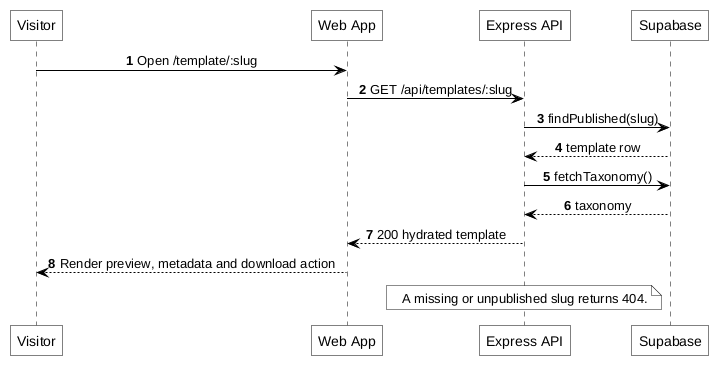 Visitor
Web App
Express API
Supabase
1 Open /template/:slug
2 GET /api/templates/:slug
3 findPublished(slug)
4 template row
5 fetchTaxonomy()
6 taxonomy
7 200 hydrated template
8 Render preview, metadata and download action
A missing or unpublished slug returns 404.
Visitor
Web App
Express API
Supabase